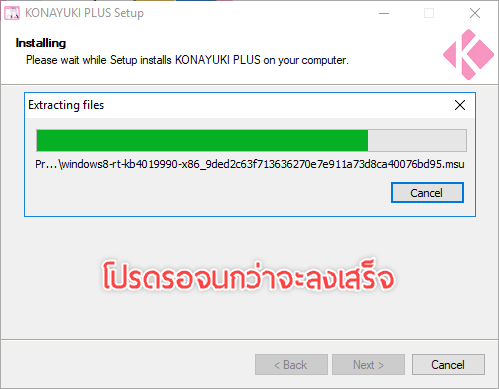 KONAYUKI PLUS Setup
Installing
Please wait while Setup installs KONAYUKI PLUS on your computer.
Extracting files
Pr...\windows8-rt-kb4019990-x86_9ded2c63f713636270e7e911a73d8ca40076bd95.msu
Cancel
โปรดรอจนกว่าจะลงเสร็จ
< Back
Next >
Cancel